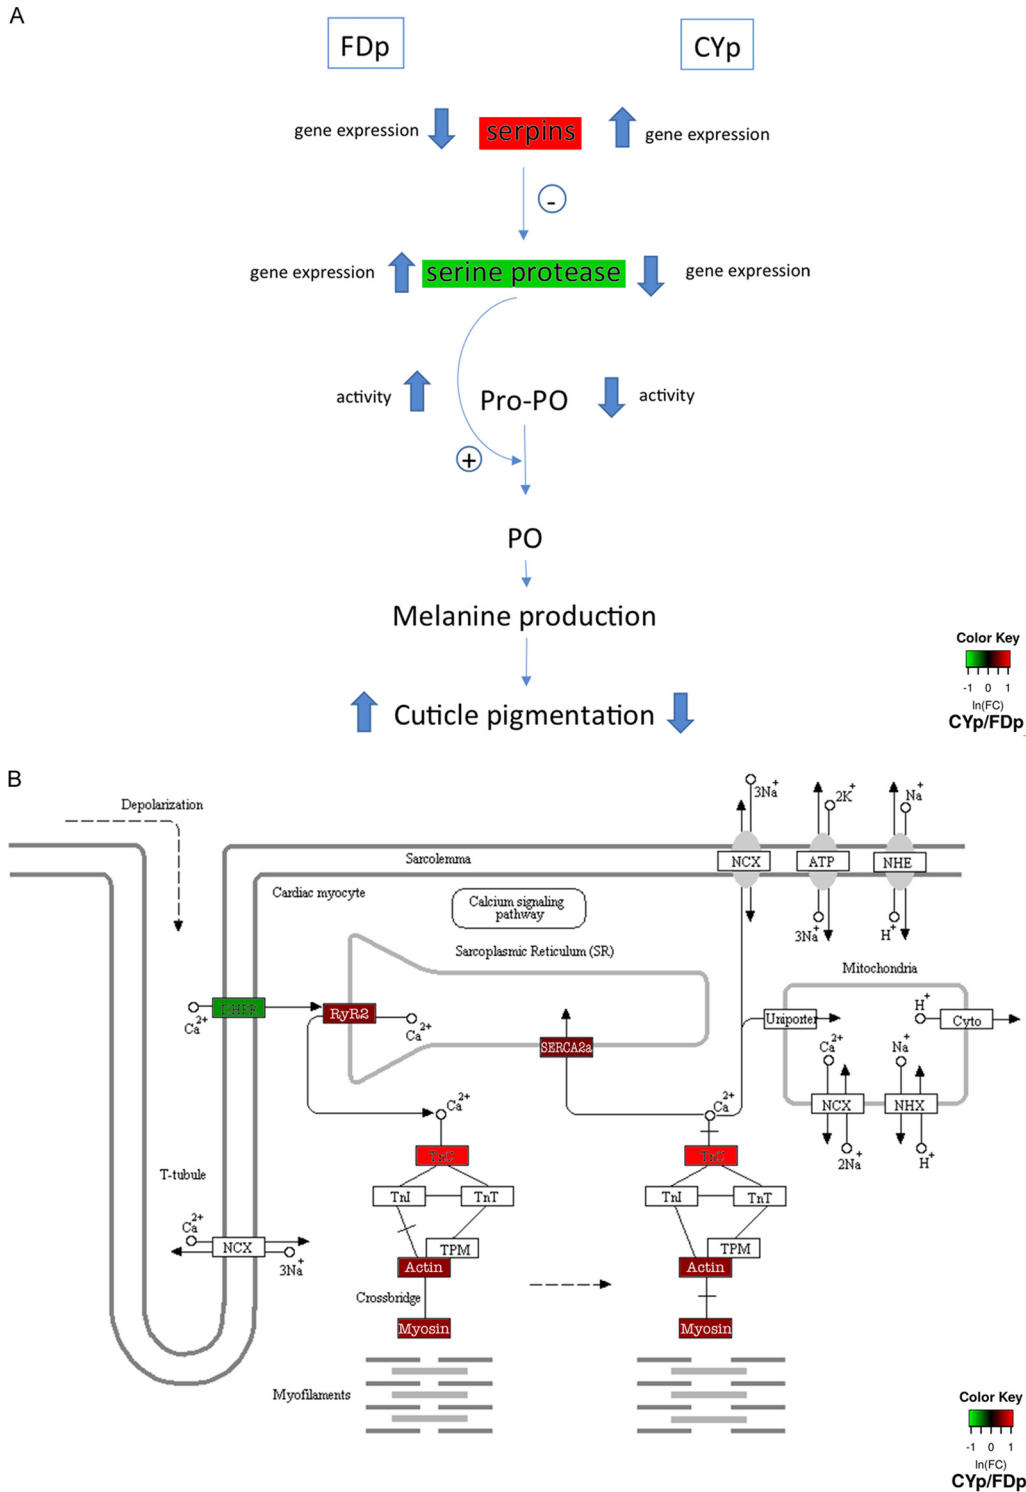 A
FDp
CYp
gene expression
serpins
gene expression
-
gene expression
serine protease
gene expression
activity
Pro-PO
activity
+
PO
Melanine production
Cuticle pigmentation
Color Key
-1 0 1
ln(FC)
CYp/FDp
B
Depolarization
3Na+
2K+
Na+
Sarcolemma
NCX
ATP
NHE
Cardiac myocyte
Calcium signaling
pathway
3Na+
H+
Sarcoplasmic Reticulum (SR)
Mitochondria
Ca2+
DHPR
RyR2
Ca2+
SERCA2a
Uniporter
H+
Cyto
Ca2+
Na+
NCX
NHX
2Na+
H+
Ca2+
Ca2+
TnC
TnC
T-tubule
TnI
TnT
TnI
TnT
Ca2+
NCX
3Na+
TPM
TPM
Actin
Actin
Crossbridge
Myosin
Myosin
Myofilaments
Color Key
-1 0 1
ln(FC)
CYp/FDp